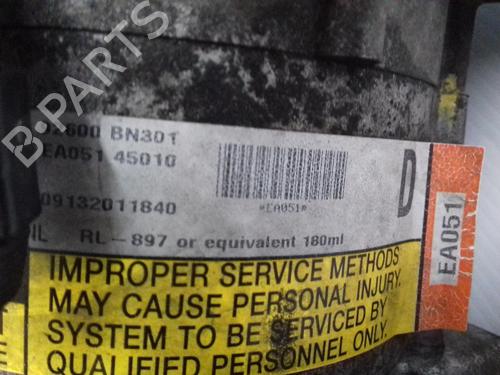 B-PARTS
BN301
EA051 45010
09132011840
*EA051*
D
RL-897 or equivalent 180ml
EA051
IMPROPER SERVICE METHODS
MAY CAUSE PERSONAL INJURY.
SYSTEM TO BE SERVICED BY
QUALIFIED PERSONNEL ONLY.